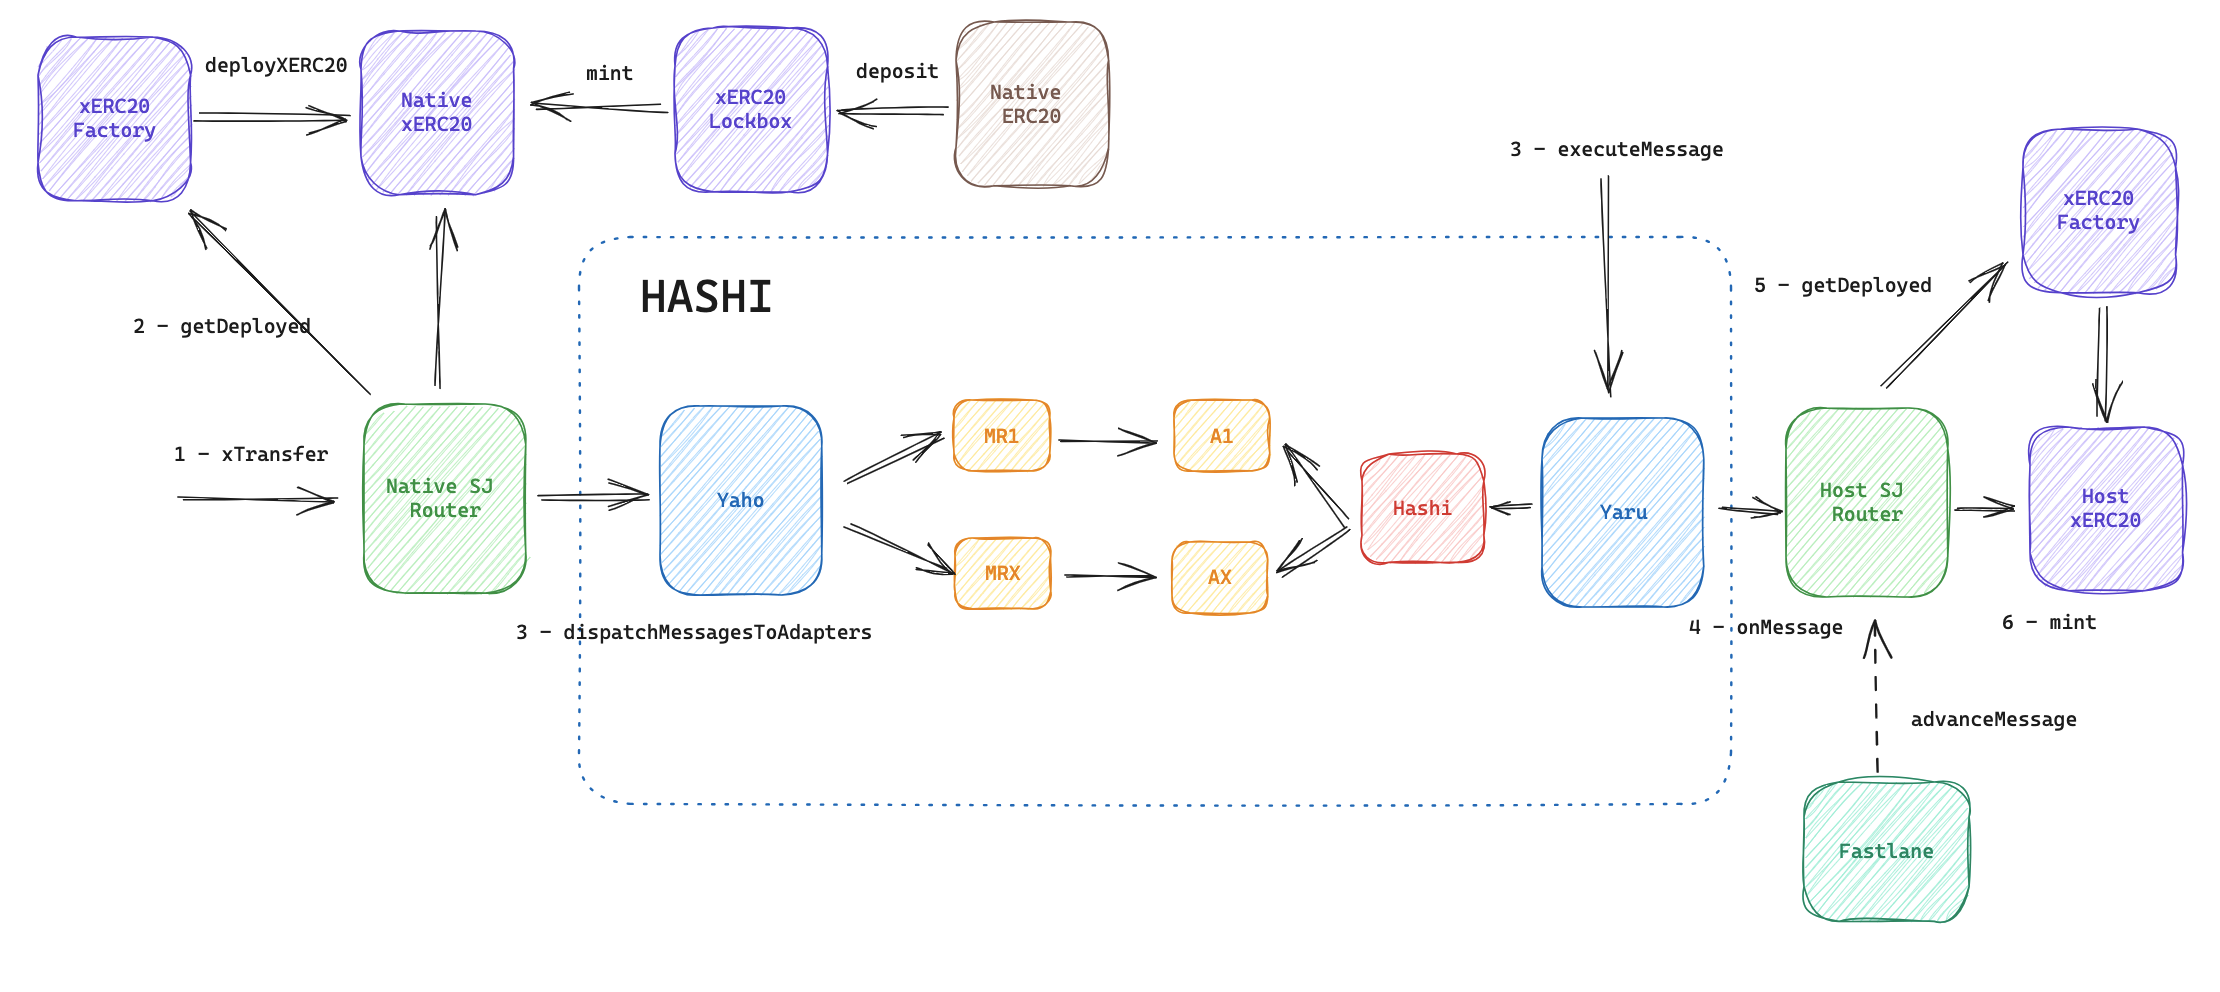 xERC20
Factory
deployXERC20
Native
xERC20
mint
xERC20
Lockbox
deposit
Native
ERC20
3 - executeMessage
xERC20
Factory
HASHI
5 - getDeployed
2 - getDeployed
1 - xTransfer
Native SJ
Router
Yaho
MR1
A1
MRX
AX
Hashi
Yaru
Host SJ
Router
Host
xERC20
3 - dispatchMessagesToAdapters
4 - onMessage
6 - mint
advanceMessage
Fastlane